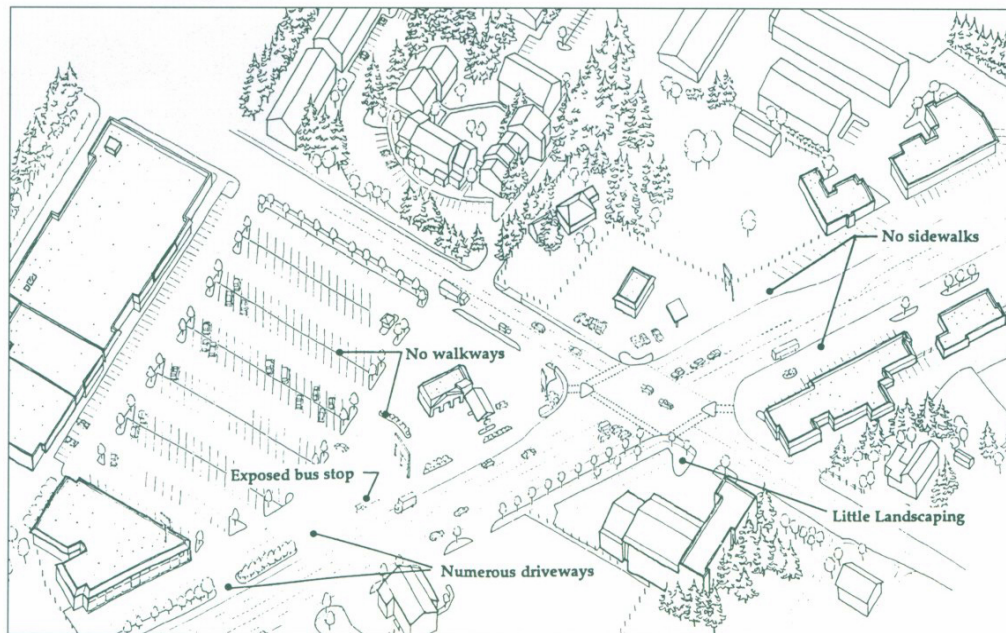 No sidewalks
No walkways
Exposed bus stop
Little Landscaping
Numerous driveways